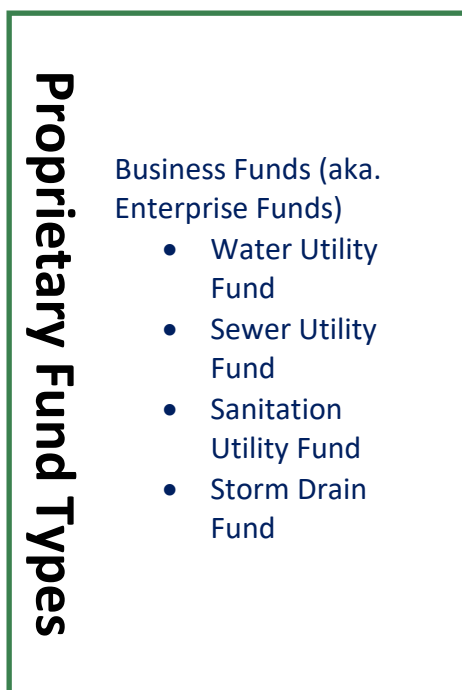 Proprietary Fund Types
Business Funds (aka.
Enterprise Funds)
• Water Utility
Fund
• Sewer Utility
Fund
• Sanitation
Utility Fund
• Storm Drain
Fund